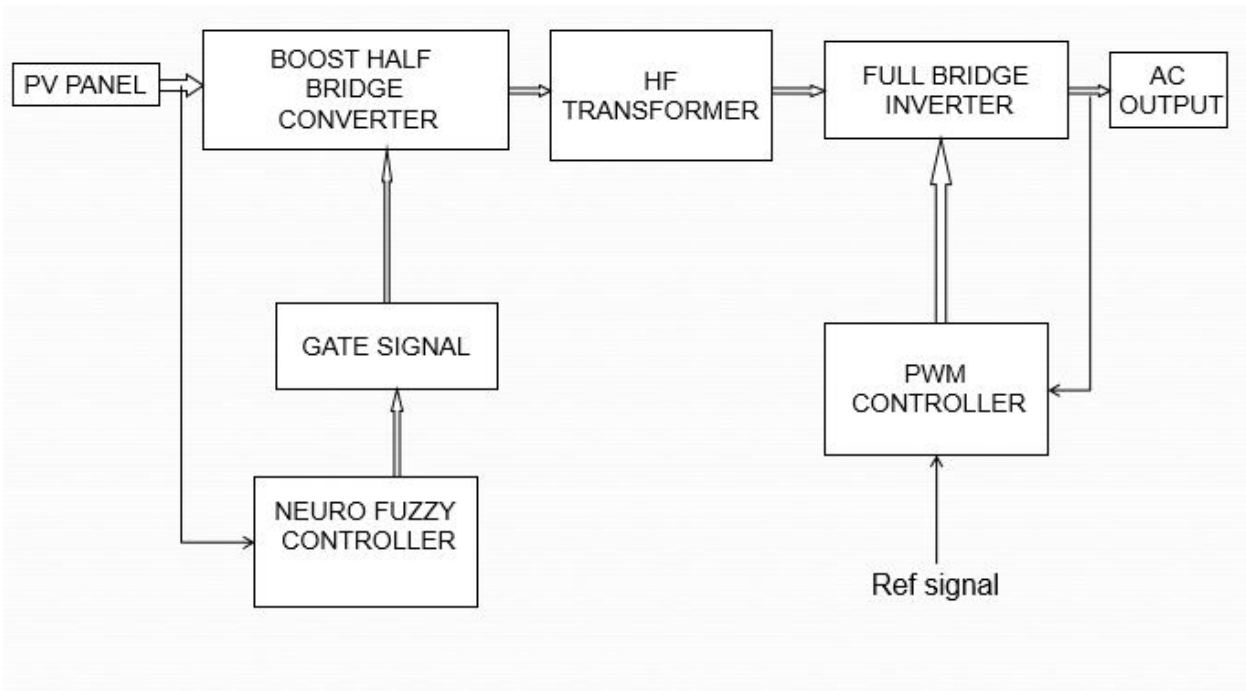 PV PANEL
BOOST HALF
BRIDGE
CONVERTER
HF
TRANSFORMER
FULL BRIDGE
INVERTER
AC
OUTPUT
GATE SIGNAL
PWM
CONTROLLER
NEURO FUZZY
CONTROLLER
Ref signal